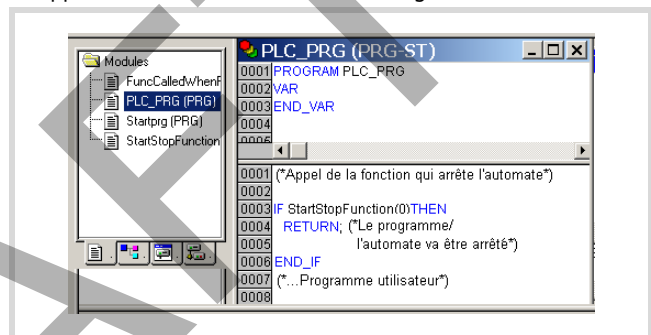 Modules
FuncCalledWhenF
PLC_PRG (PRG)
Startprg (PRG)
StartStopFunction
PLC_PRG (PRG-ST)
0001 PROGRAM PLC_PRG
0002 VAR
0003 END_VAR
0004
0005
0001 (*Appel de la fonction qui arrête l'automate*)
0002
0003 IF StartStopFunction(0)THEN
0004 RETURN; (*Le programme/
0005 l'automate va être arrêté*)
0006 END_IF
0007 (*...Programme utilisateur*)
0008